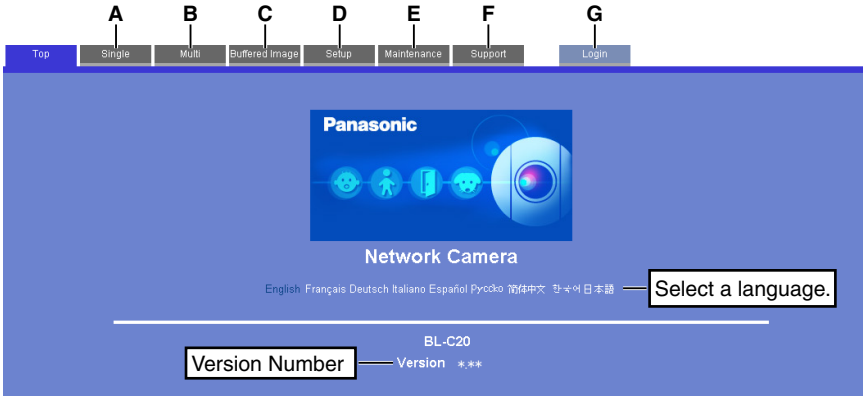 A B C D E F G
Top Single Multi Buffered Image Setup Maintenance Support Login
Panasonic
Network Camera
English Français Deutsch Italiano Español Русско 简体中文 한국어 日本語
Select a language.
BL-C20
Version Number
Version *.**